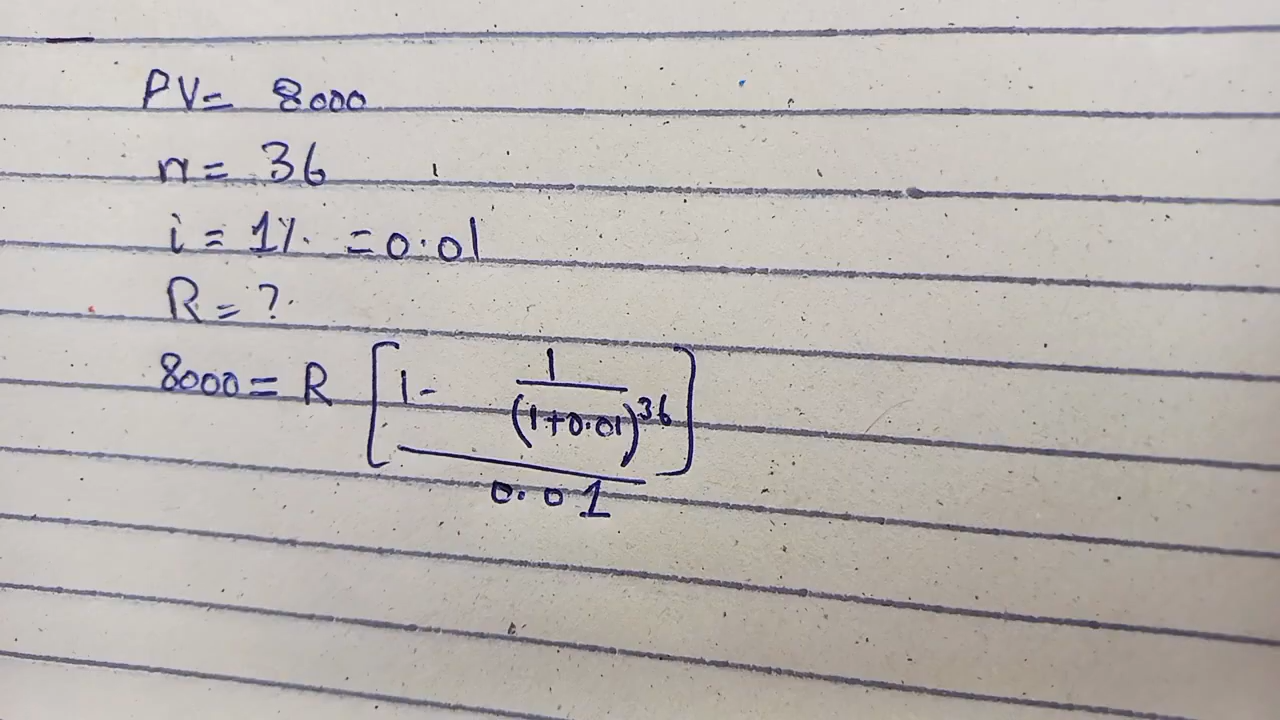 PV= 8000
n= 36
i = 1%. = 0.01
R = ?
8000 = R [ 1 - 1 / (1+0.01)^36 ] / 0.01